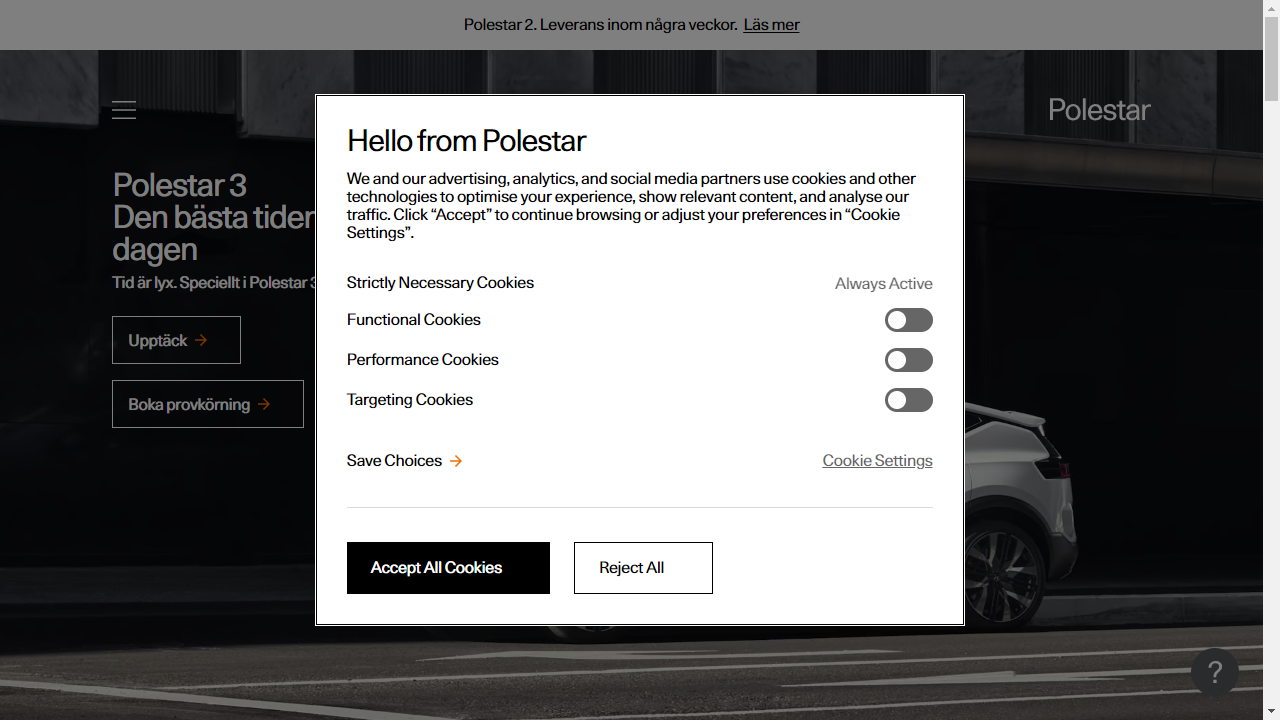 Polestar 2. Leverans inom några veckor. Läs mer
Polestar
Polestar 3
Den bästa tiden
dagen
Tid är lyx. Speciellt i Polestar 3
Upptäck
Boka provkörning
Hello from Polestar
We and our advertising, analytics, and social media partners use cookies and other
technologies to optimise your experience, show relevant content, and analyse our
traffic. Click “Accept” to continue browsing or adjust your preferences in “Cookie
Settings”.
Strictly Necessary Cookies Always Active
Functional Cookies
Performance Cookies
Targeting Cookies
Save Choices Cookie Settings
Accept All Cookies Reject All
?